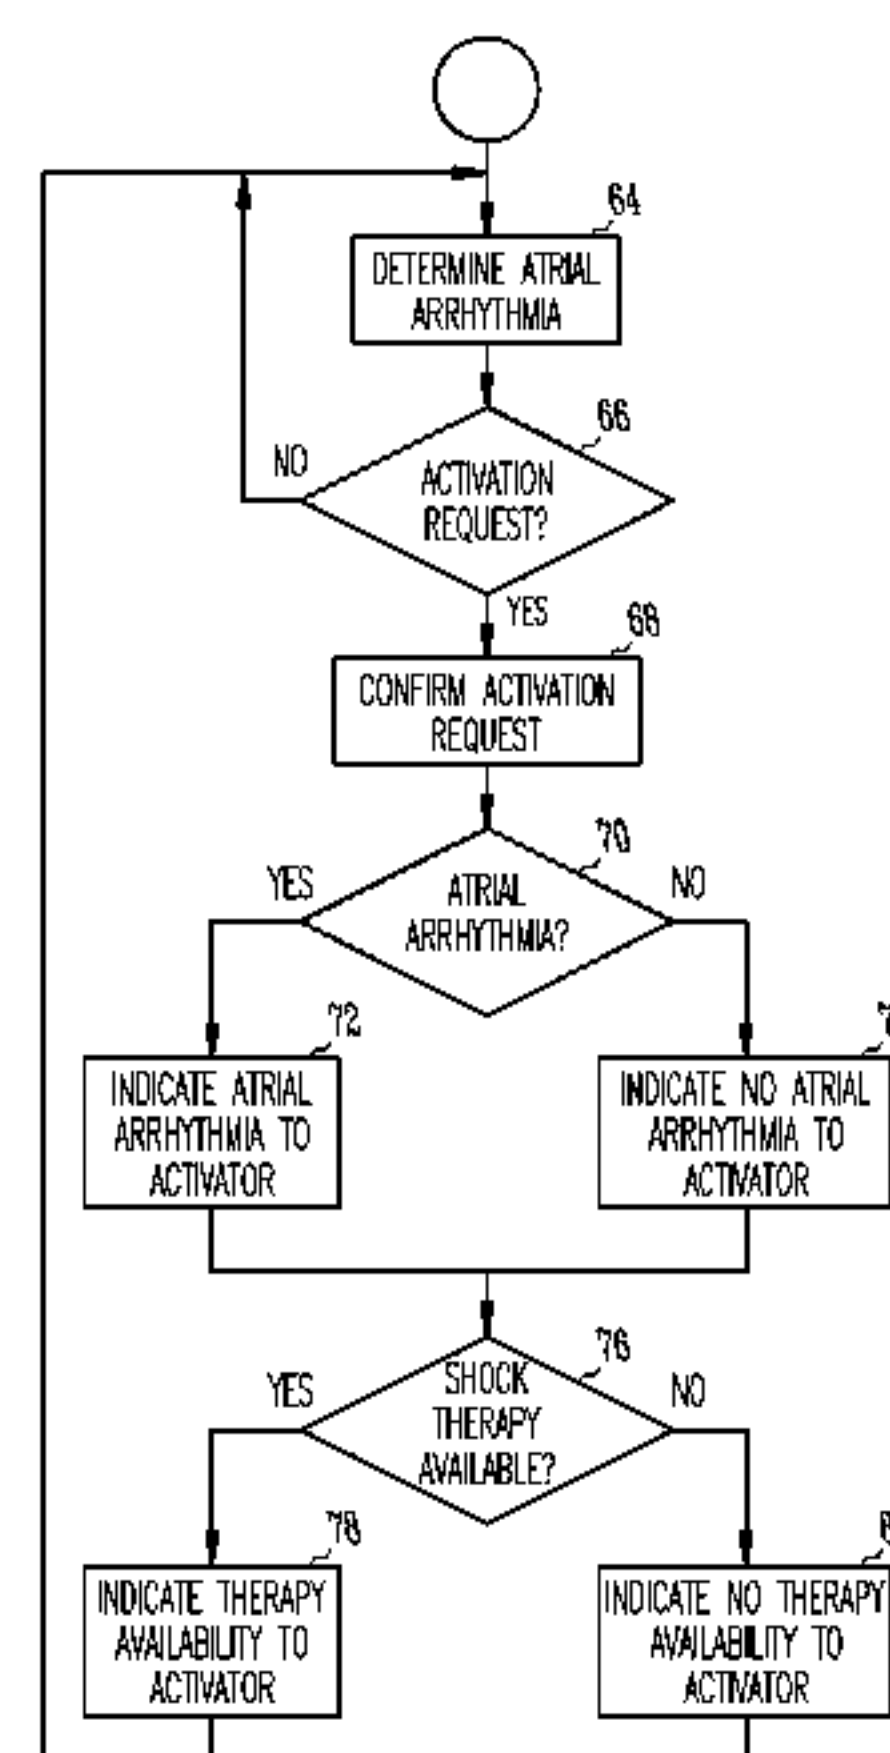 64
DETERMINE ATRIAL
ARRHYTHMIA
66
NO
ACTIVATION
REQUEST?
YES
68
CONFIRM ACTIVATION
REQUEST
70
YES
ATRIAL
ARRHYTHMIA?
NO
72
INDICATE ATRIAL
ARRHYTHMIA TO
ACTIVATOR
INDICATE NO ATRIAL
ARRHYTHMIA TO
ACTIVATOR
76
YES
SHOCK
THERAPY
AVAILABLE?
NO
78
INDICATE THERAPY
AVAILABILITY TO
ACTIVATOR
INDICATE NO THERAPY
AVAILABILITY TO
ACTIVATOR